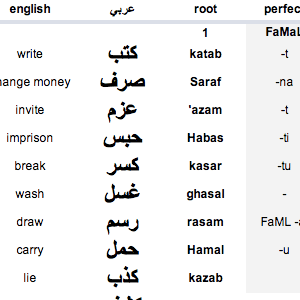 english عربي root perfec
1 FaMaL
write كتب katab -t
hange money صرف Saraf -na
invite عزم 'azam -t
imprison حبس Habas -ti
break كسر kasar -tu
wash غسل ghasal -
draw رسم rasam FaML -a
carry حمل Hamal -u
lie كذب kazab